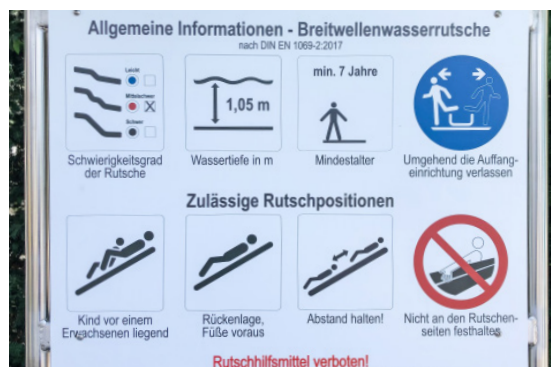 Allgemeine Informationen - Breitwellenwasserrutsche
nach DIN EN 1069-2:2017
Leicht
Mittelschwer
Schwer
Schwierigkeitsgrad
der Rutsche
1,05 m
Wassertiefe in m
min. 7 Jahre
Mindestalter
Umgehend die Auffang-
einrichtung verlassen
Zulässige Rutschpositionen
Kind vor einem
Erwachsenen liegend
Rückenlage,
Füße voraus
Abstand halten!
Nicht an den Rutschen-
seiten festhalten
Rutschhilfsmittel verboten!